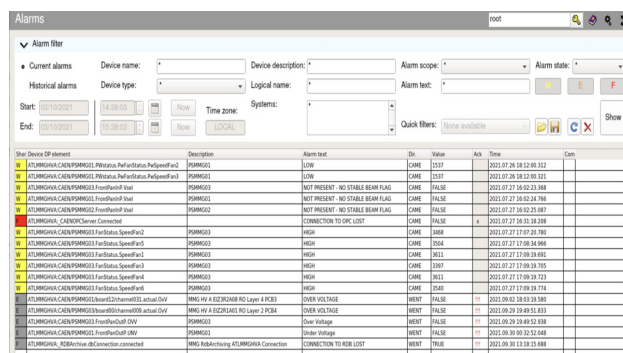 Alarms
root
Alarm filter
Current alarms Device name: * Device description: * Alarm scope: * Alarm state: *
Historical alarms Device type: * Logical name: * Alarm text: * W E F
Start: 03/10/2021 14:38:03 Now Time zone: Systems: * Show
End: 03/10/2021 15:38:03 Now LOCAL Quick filters: None available
Shor Device DP element Description Alarm text Dir. Value Ack Time Com
W ATLMMGHVA:CAEN/PSMMG01.PWstatus.PwFanStatus.PwSpeedFan2 PSMMG01 LOW CAME 1537 2021.07.26 18:12:00.312
W ATLMMGHVA:CAEN/PSMMG01.PWstatus.PwFanStatus.PwSpeedFan3 PSMMG01 LOW CAME 1537 2021.07.26 18:12:00.312
W ATLMMGHVA:CAEN/PSMMG03.FrontPanInP.Vsel PSMMG03 NOT PRESENT - NO STABLE BEAM FLAG CAME FALSE 2021.07.27 16:02:23.368
W ATLMMGHVA:CAEN/PSMMG01.FrontPanInP.Vsel PSMMG01 NOT PRESENT - NO STABLE BEAM FLAG CAME FALSE 2021.07.27 16:02:24.766
W ATLMMGHVA:CAEN/PSMMG02.FrontPanInP.Vsel PSMMG02 NOT PRESENT - NO STABLE BEAM FLAG CAME FALSE 2021.07.27 16:02:25.087
F ATLMMGHVA:_CAENOPCServer.Connected CONNECTION TO OPC LOST CAME FALSE x 2021.07.27 16:31:18.208
W ATLMMGHVA:CAEN/PSMMG03.FanStatus.SpeedFan2 PSMMG03 HIGH CAME 3468 2021.07.27 17:07:20.780
W ATLMMGHVA:CAEN/PSMMG03.FanStatus.SpeedFan5 PSMMG03 HIGH CAME 3504 2021.07.27 17:08:34.966
W ATLMMGHVA:CAEN/PSMMG03.FanStatus.SpeedFan1 PSMMG03 HIGH CAME 3611 2021.07.27 17:09:19.691
W ATLMMGHVA:CAEN/PSMMG03.FanStatus.SpeedFan3 PSMMG03 HIGH CAME 3397 2021.07.27 17:09:19.705
W ATLMMGHVA:CAEN/PSMMG03.FanStatus.SpeedFan4 PSMMG03 HIGH CAME 3611 2021.07.27 17:09:19.723
W ATLMMGHVA:CAEN/PSMMG03.FanStatus.SpeedFan6 PSMMG03 HIGH CAME 3540 2021.07.27 17:09:19.774
E ATLMMGHVA:CAEN/PSMMG01/board12/channel031.actual.OvV MMG HV A EIZ3R2A08 RO Layer 4 PCB3 OVER VOLTAGE WENT FALSE !!! 2021.09.02 18:03:19.580
E ATLMMGHVA:CAEN/PSMMG03/board00/channel009.actual.OvV MMG HV A EIZ2R1A01 RO Layer 2 PCB4 OVER VOLTAGE WENT FALSE !!! 2021.09.29 19:49:51.833
E ATLMMGHVA:CAEN/PSMMG03.FrontPanOutP.OVV PSMMG03 Over Voltage WENT FALSE !!! 2021.09.29 19:49:52.938
E ATLMMGHVA:CAEN/PSMMG01.FrontPanOutP.UNV PSMMG01 Under Voltage WENT FALSE !!! 2021.09.30 00:32:52.048
F ATLMMGHVA:_RDBArchive.dbConnection.connected MMG RdbArchiving ATLMMGHVA Connection CONNECTION TO RDB LOST WENT TRUE !!! 2021.09.30 13:18:15.688